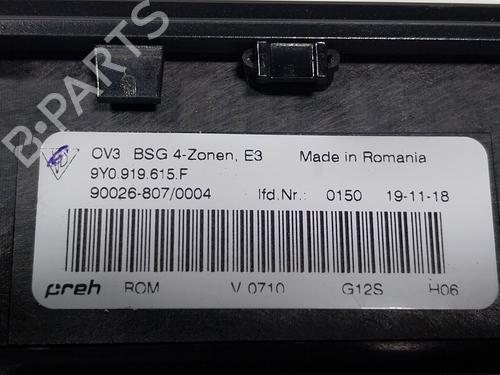 OV3 BSG 4-Zonen, E3 Made in Romania
9Y0.919.615.F
90026-807/0004 lfd.Nr.: 0150 19-11-18
preh ROM V 0710 G12S H06
B-PARTS